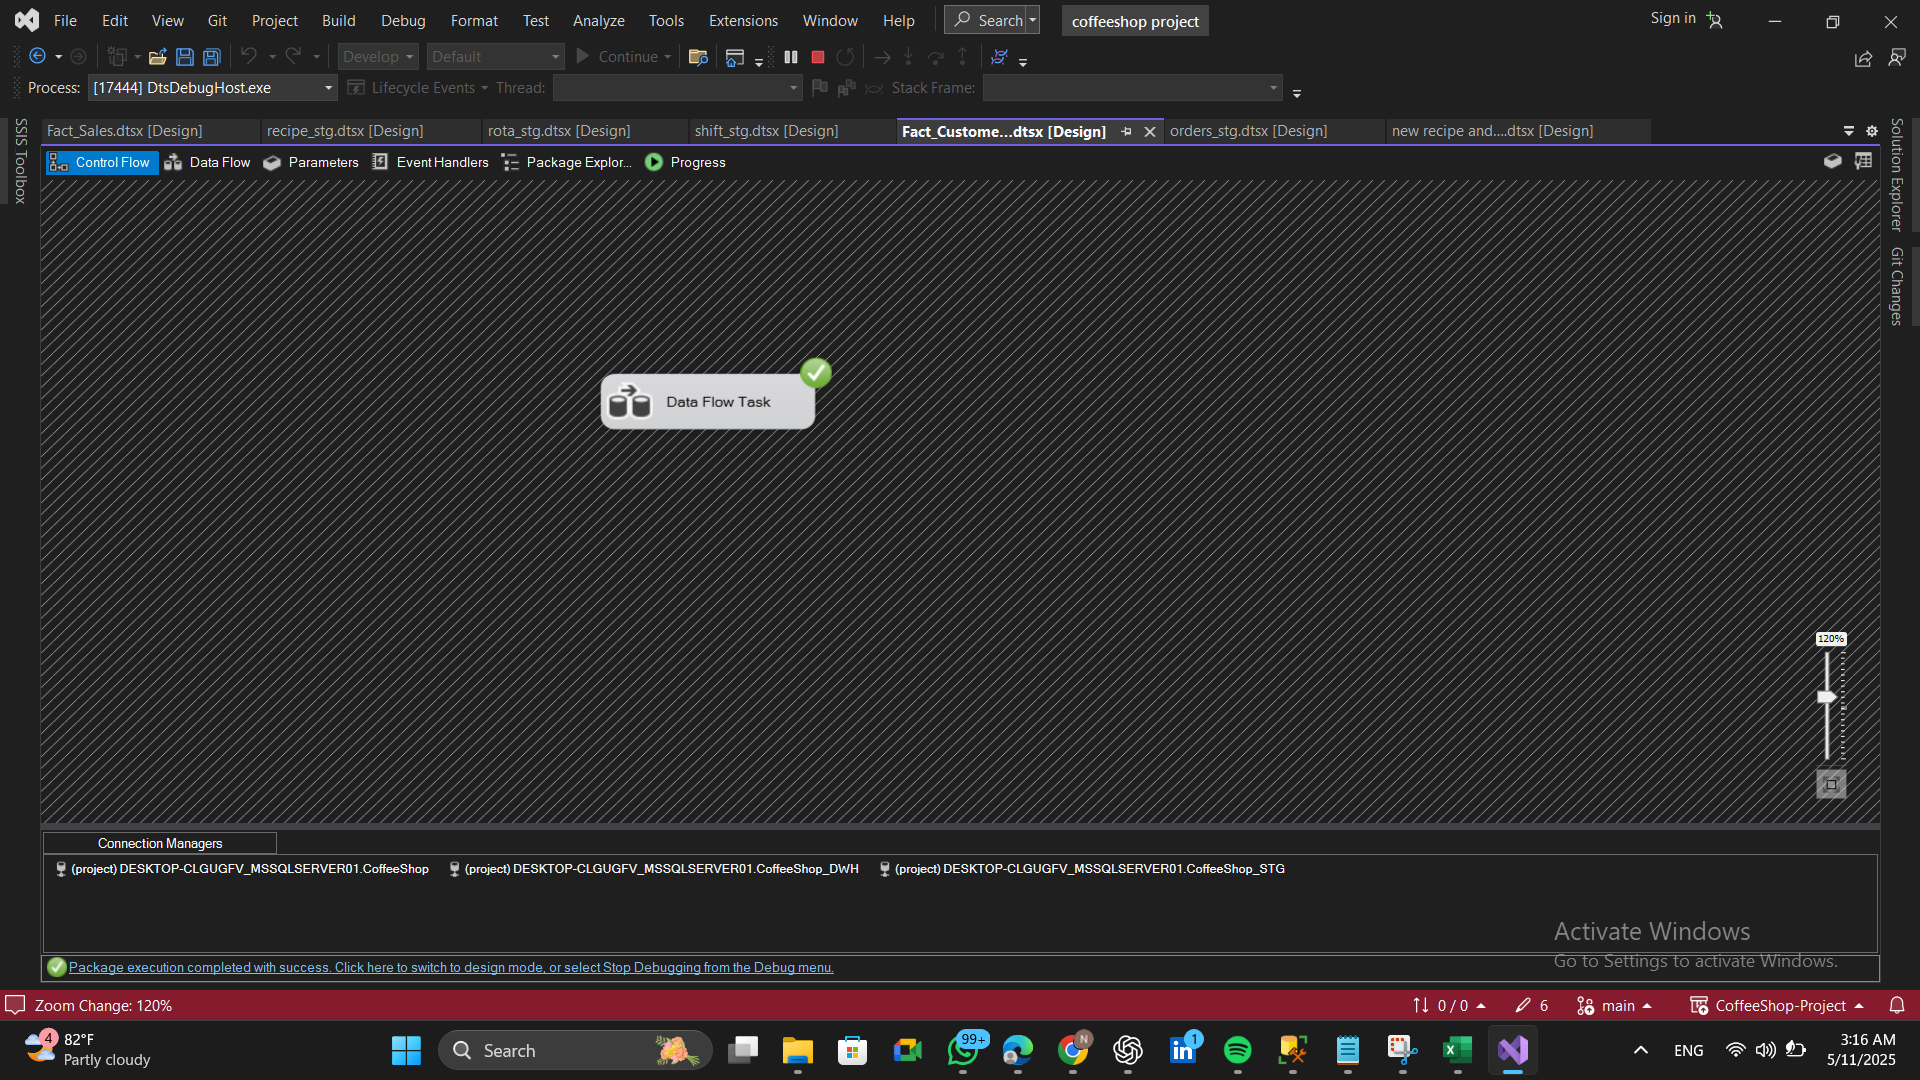 File Edit View Git Project Build Debug Format Test Analyze Tools Extensions Window Help Search coffeeshop project Sign in
Develop Default Continue
Process: [17444] DtsDebugHost.exe Lifecycle Events Thread: Stack Frame:
SSIS Toolbox
Fact_Sales.dtsx [Design] recipe_stg.dtsx [Design] rota_stg.dtsx [Design] shift_stg.dtsx [Design] Fact_Custome...dtsx [Design] orders_stg.dtsx [Design] new recipe and....dtsx [Design]
Control Flow Data Flow Parameters Event Handlers Package Explor... Progress
Solution Explorer
Git Changes
Data Flow Task
120%
Connection Managers
(project) DESKTOP-CLGUGFV_MSSQLSERVER01.CoffeeShop (project) DESKTOP-CLGUGFV_MSSQLSERVER01.CoffeeShop_DWH (project) DESKTOP-CLGUGFV_MSSQLSERVER01.CoffeeShop_STG
Activate Windows
Go to Settings to activate Windows.
Package execution completed with success. Click here to switch to design mode, or select Stop Debugging from the Debug menu.
Zoom Change: 120% 0 / 0 6 main CoffeeShop-Project
4 82°F
Partly cloudy
Search
99+
N
1
ENG
3:16 AM
5/11/2025